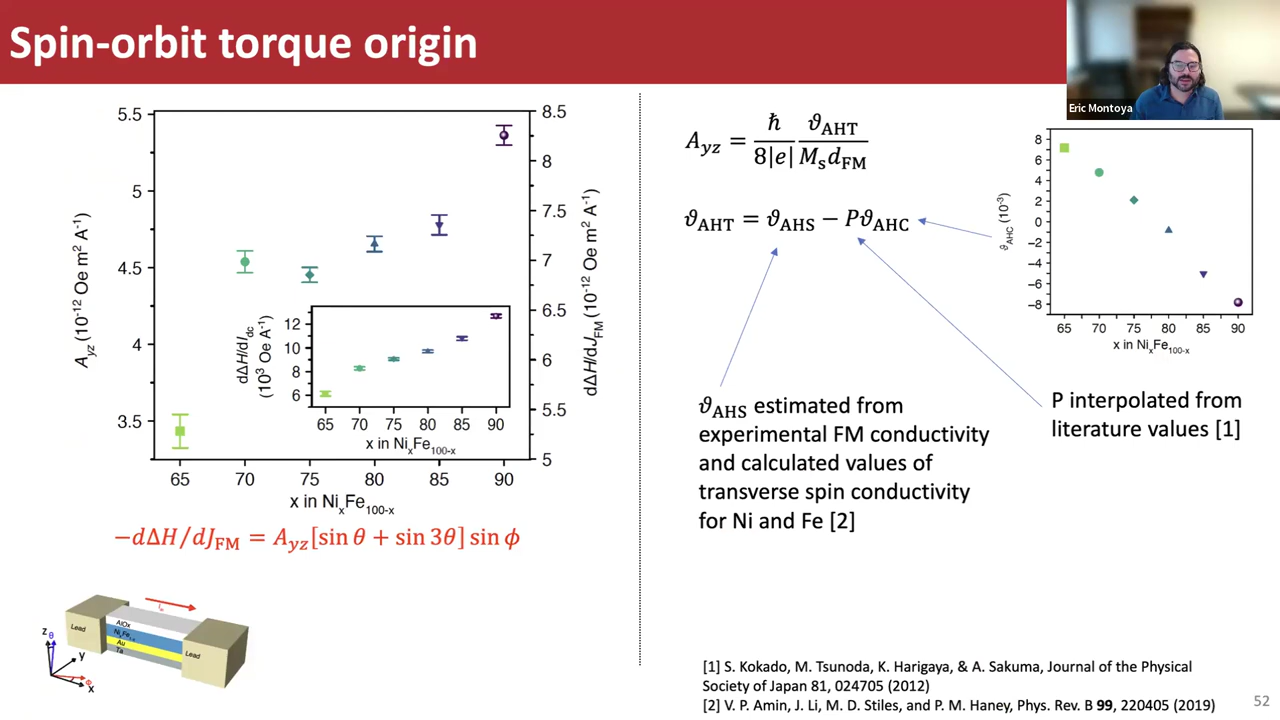 Spin-orbit torque origin
Eric Montoya
5.5
5
4.5
4
3.5
A_yz (10^-12 Oe m^2 A^-1)
8.5
8
7.5
7
6.5
6
5.5
5
dΔH/dJ_FM (10^-12 Oe m^2 A^-1)
65 70 75 80 85 90
x in Ni_xFe_100-x
12
10
8
6
dΔH/dI_dc
(10^3 Oe A^-1)
65 70 75 80 85 90
x in Ni_xFe_100-x
−dΔH/dJ_FM = A_yz[sin θ + sin 3θ] sin ϕ
Lead
AlOx
Au
Ta
Lead
z
θ
y
x
A_yz = ℏ/8|e| ϑ_AHT/M_s d_FM
ϑ_AHT = ϑ_AHS − Pϑ_AHC
8
6
4
2
0
−2
−4
−6
−8
ϑ_AHC (10^-3)
65 70 75 80 85 90
x in Ni_xFe_100-x
ϑ_AHS estimated from
experimental FM conductivity
and calculated values of
transverse spin conductivity
for Ni and Fe [2]
P interpolated from
literature values [1]
[1] S. Kokado, M. Tsunoda, K. Harigaya, & A. Sakuma, Journal of the Physical
Society of Japan 81, 024705 (2012)
[2] V. P. Amin, J. Li, M. D. Stiles, and P. M. Haney, Phys. Rev. B 99, 220405 (2019)
52